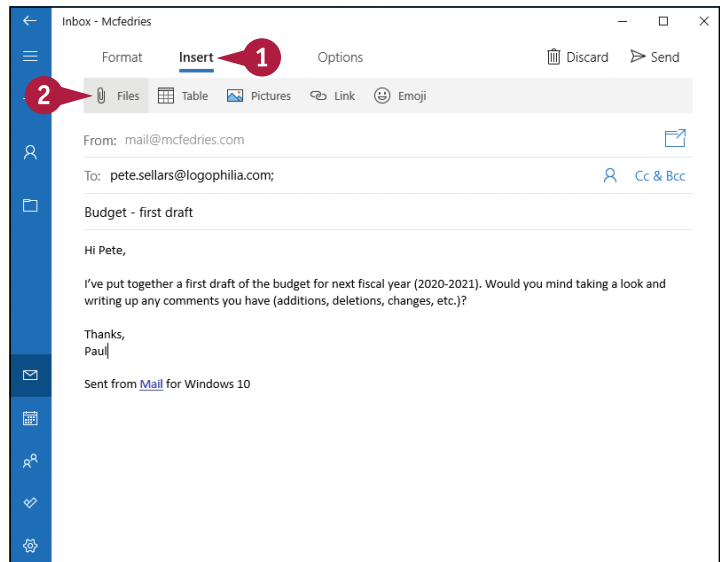 Inbox - Mcfedries
Format Insert 1 Options Discard Send
2 Files Table Pictures Link Emoji
From: mail@mcfedries.com
To: pete.sellars@logophilia.com; Cc & Bcc
Budget - first draft
Hi Pete,
I've put together a first draft of the budget for next fiscal year (2020-2021). Would you mind taking a look and
writing up any comments you have (additions, deletions, changes, etc.)?
Thanks,
Paul
Sent from Mail for Windows 10